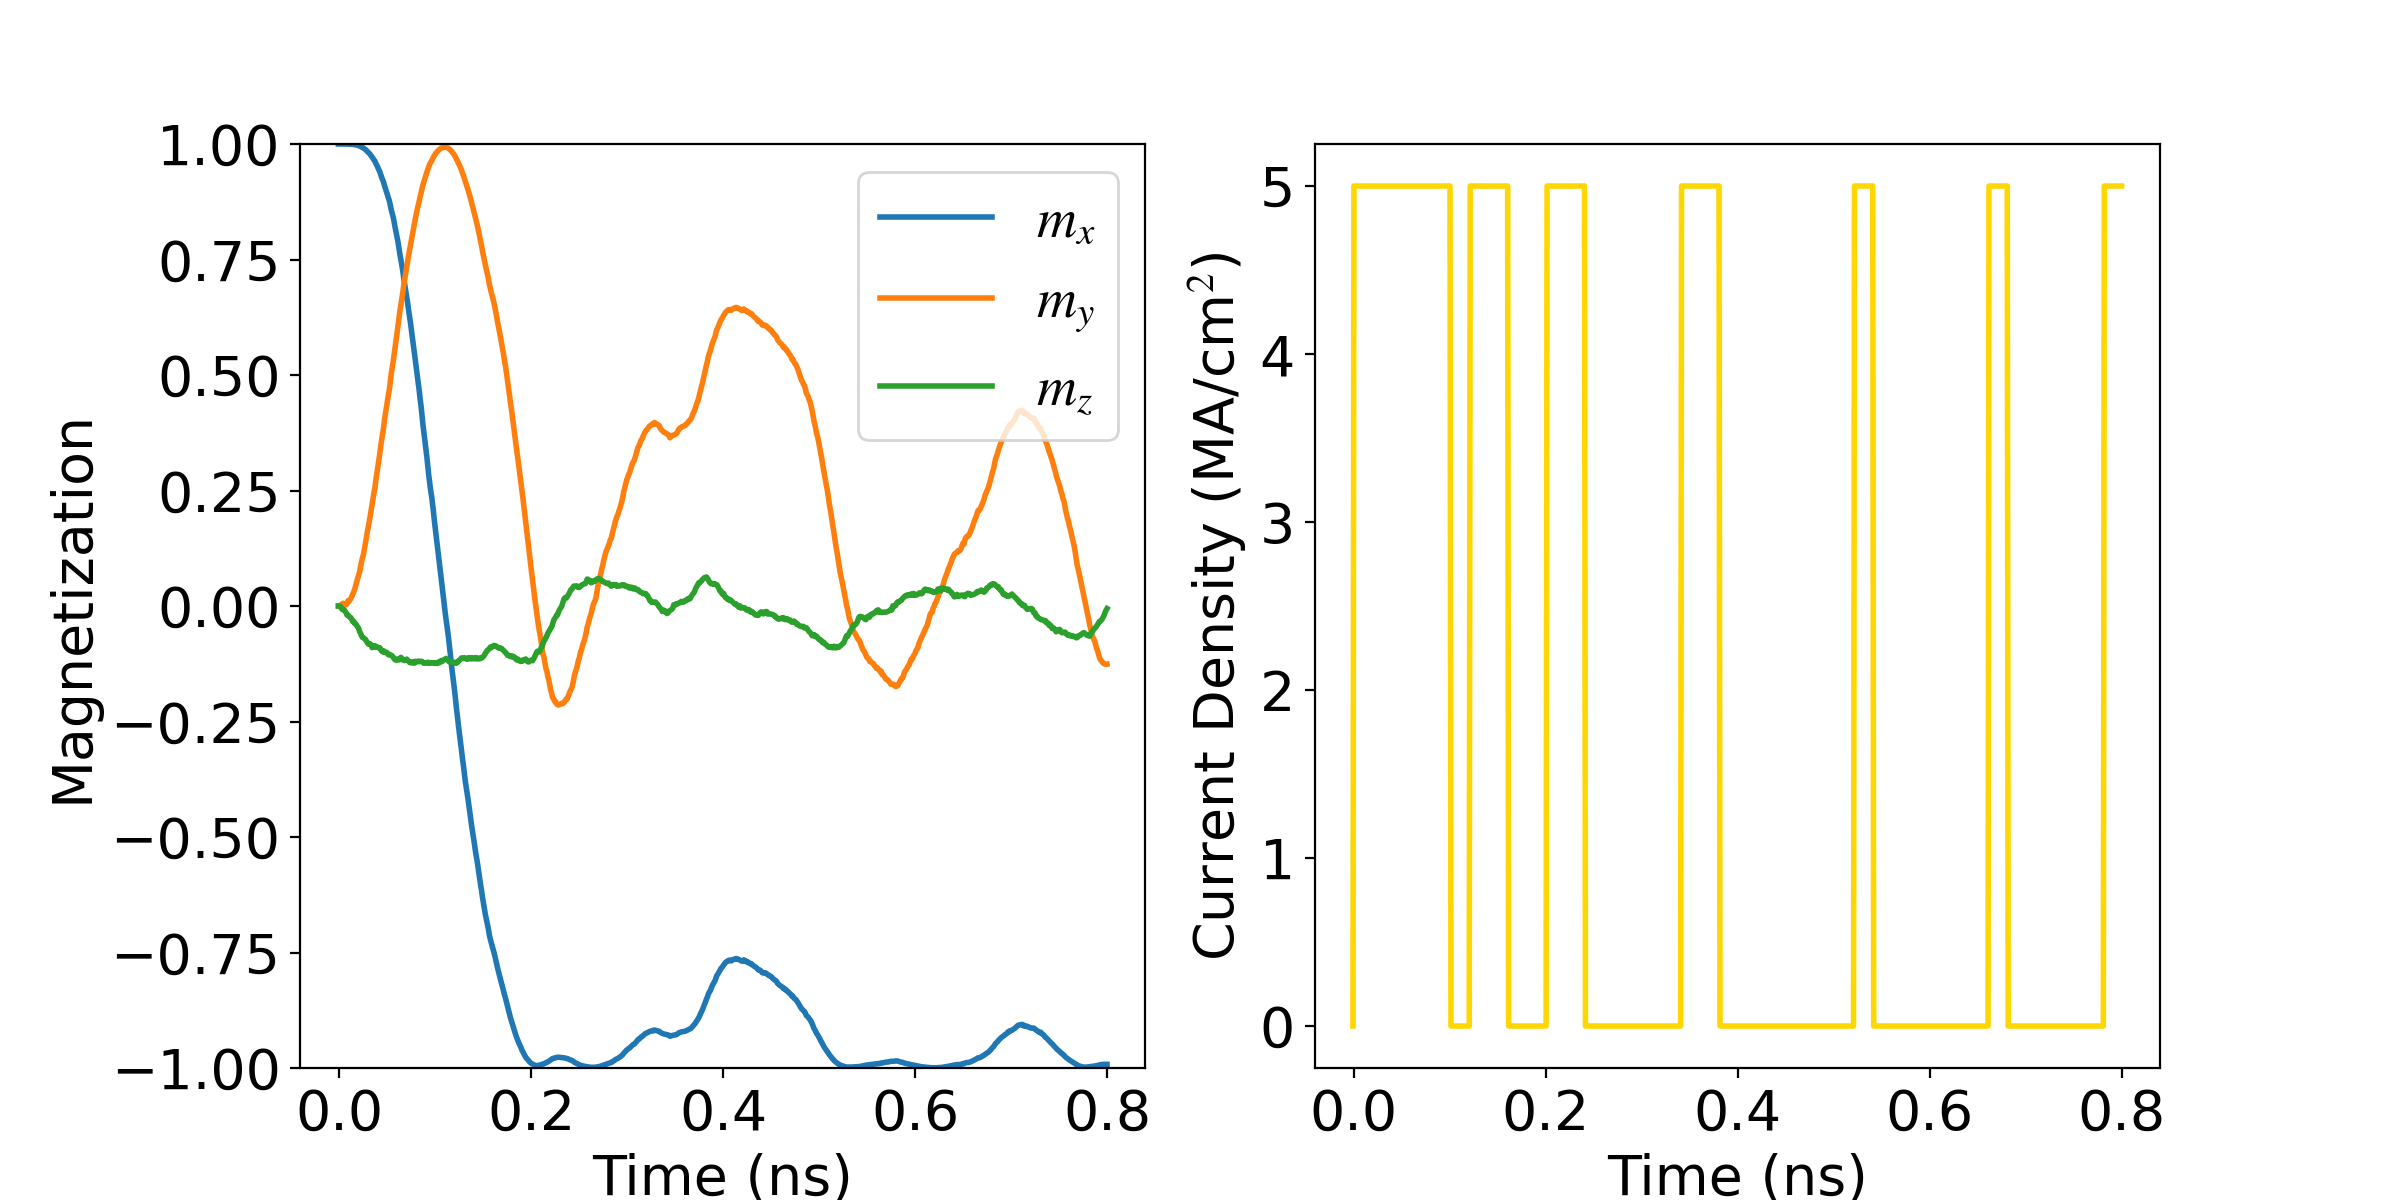 1.00
0.75
0.50
0.25
0.00
−0.25
−0.50
−0.75
−1.00
Magnetization
0.0 0.2 0.4 0.6 0.8
Time (ns)
m_x
m_y
m_z
5
4
3
2
1
0
Current Density (MA/cm²)
0.0 0.2 0.4 0.6 0.8
Time (ns)